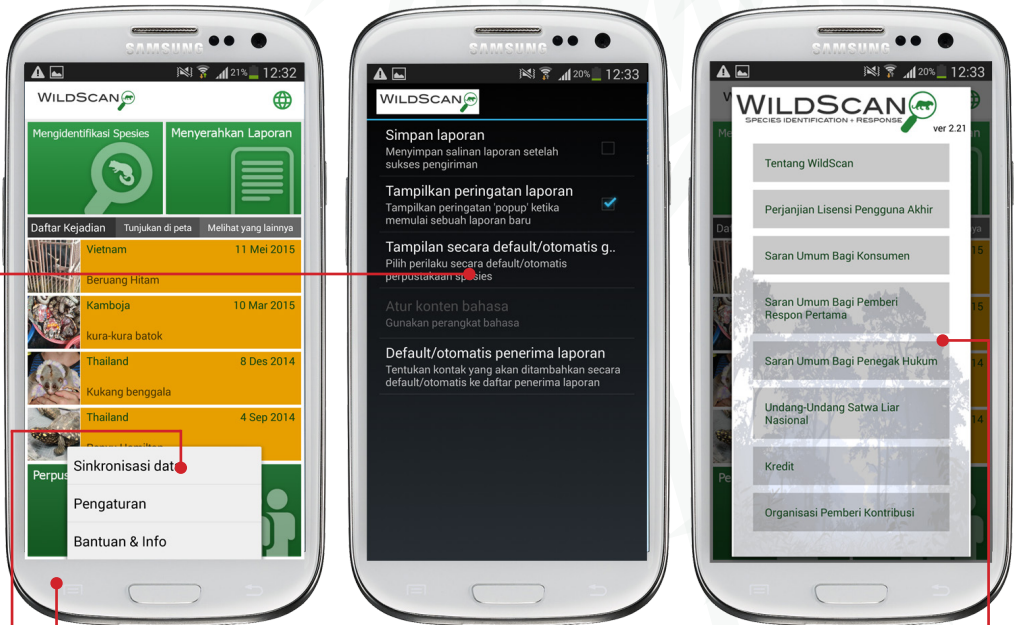 SAMSUNG
21% 12:32
WILDSCAN
Mengidentifikasi Spesies
Menyerahkan Laporan
Daftar Kejadian
Tunjukan di peta
Melihat yang lainnya
Vietnam
11 Mei 2015
Beruang Hitam
Kamboja
10 Mar 2015
kura-kura batok
Thailand
8 Des 2014
Kukang benggala
Thailand
4 Sep 2014
Perpus
Sinkronisasi data
Pengaturan
Bantuan & Info
SAMSUNG
20% 12:33
WILDSCAN
Simpan laporan
Menyimpan salinan laporan setelah
sukses pengiriman
Tampilkan peringatan laporan
Tampilkan peringatan 'popup' ketika
memulai sebuah laporan baru
Tampilan secara default/otomatis g..
Pilih perilaku secara default/otomatis
perpustakaan spesies
Atur konten bahasa
Gunakan perangkat bahasa
Default/otomatis penerima laporan
Tentukan kontak yang akan ditambahkan secara
default/otomatis ke daftar penerima laporan
SAMSUNG
20% 12:33
WILDSCAN
SPECIES IDENTIFICATION + RESPONSE
ver 2.21
Tentang WildScan
Perjanjian Lisensi Pengguna Akhir
Saran Umum Bagi Konsumen
Saran Umum Bagi Pemberi
Respon Pertama
Saran Umum Bagi Penegak Hukum
Undang-Undang Satwa Liar
Nasional
Kredit
Organisasi Pemberi Kontribusi